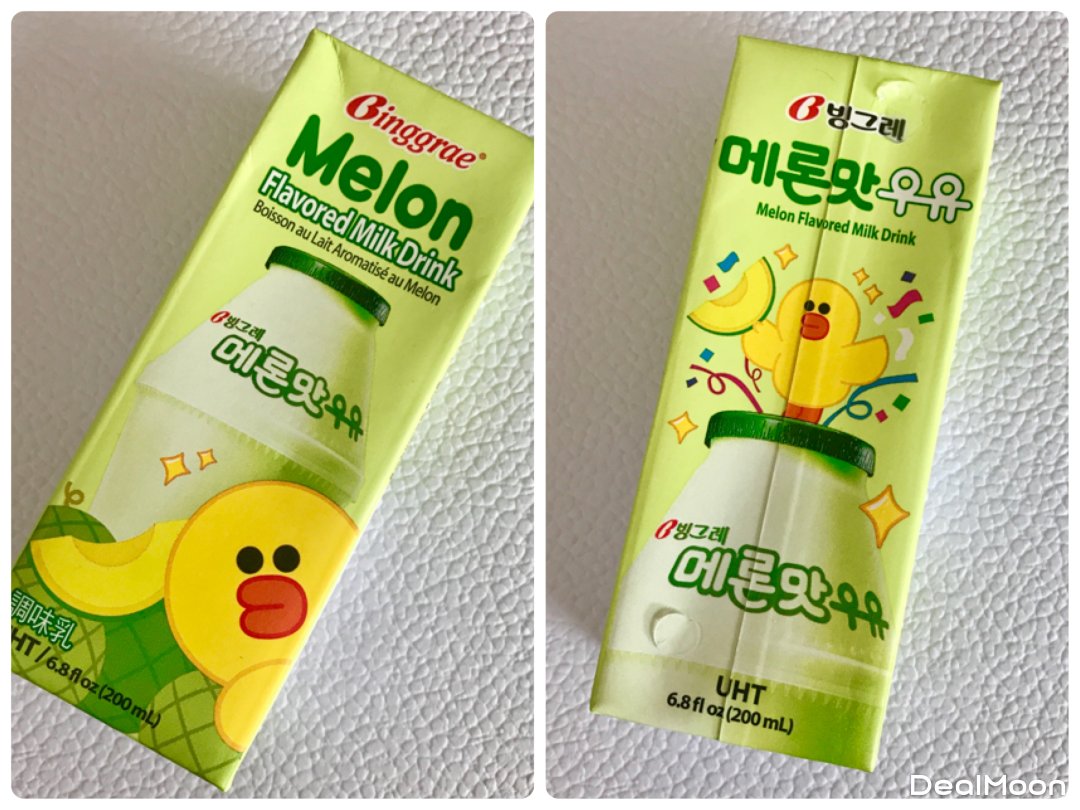 Binggrae®
Melon
Flavored Milk Drink
Boisson au Lait Aromatisé au Melon
빙그레
메론맛우유
調味乳
UHT / 6.8 fl oz (200 mL)
빙그레
메론맛우유
Melon Flavored Milk Drink
빙그레
메론맛우유
UHT
6.8 fl oz (200 mL)
DealMoon